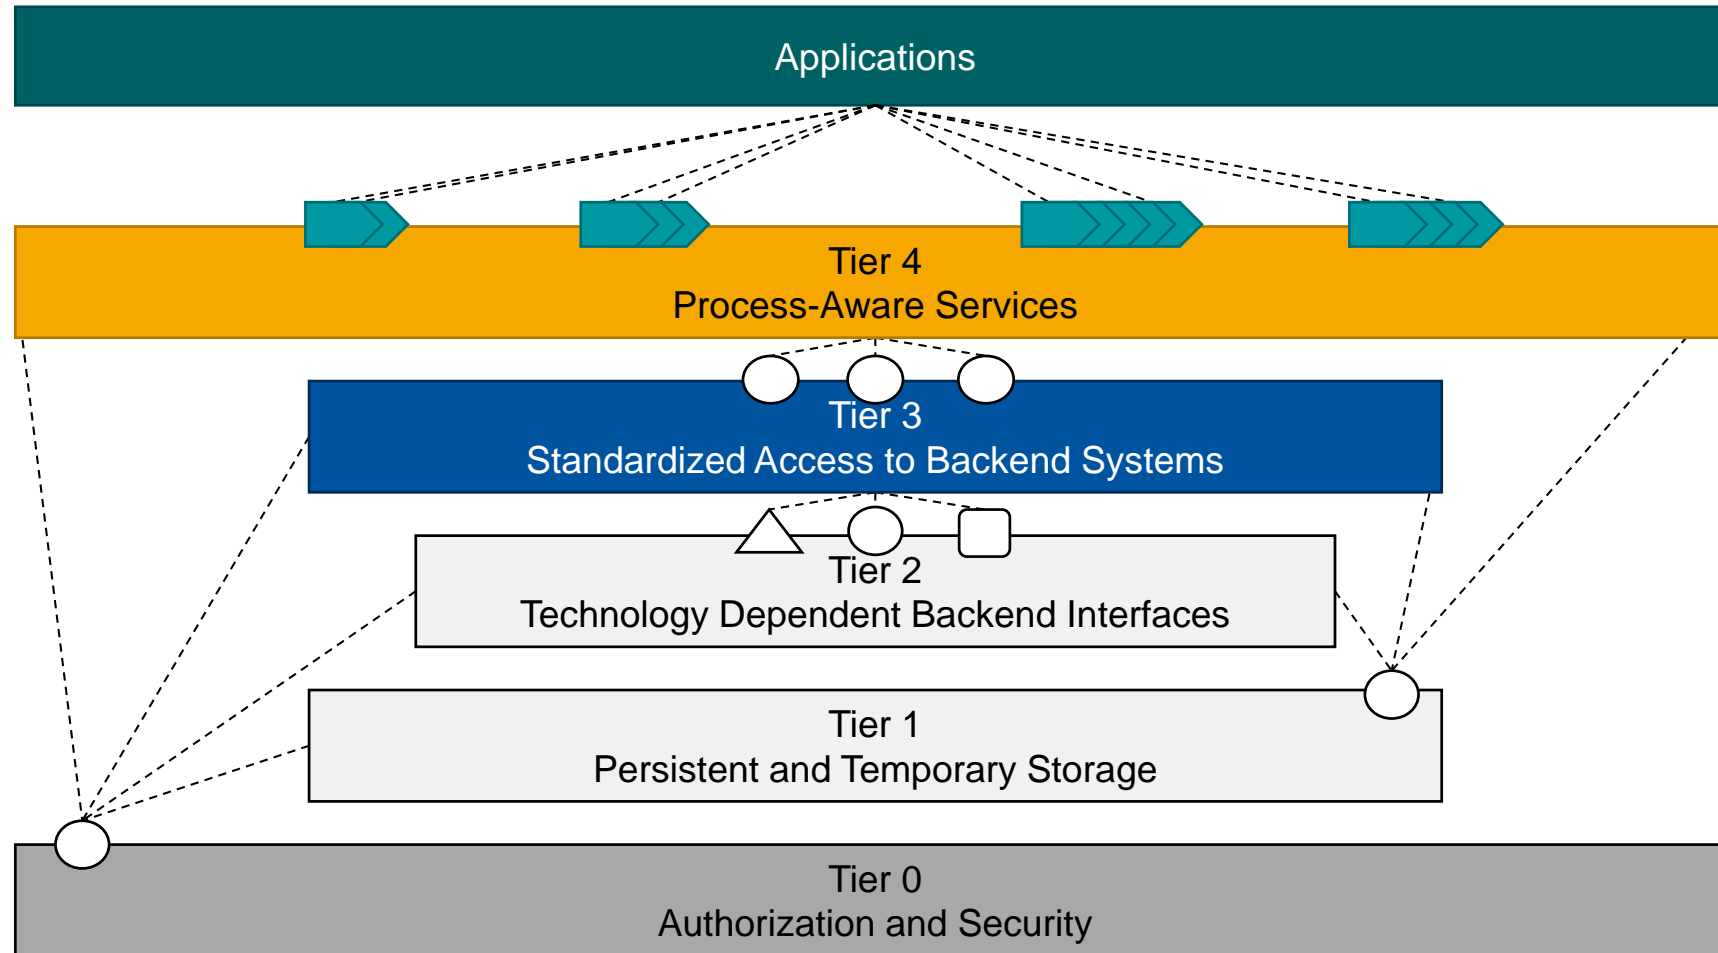 Applications
Tier 4
Process-Aware Services
Tier 3
Standardized Access to Backend Systems
Tier 2
Technology Dependent Backend Interfaces
Tier 1
Persistent and Temporary Storage
Tier 0
Authorization and Security